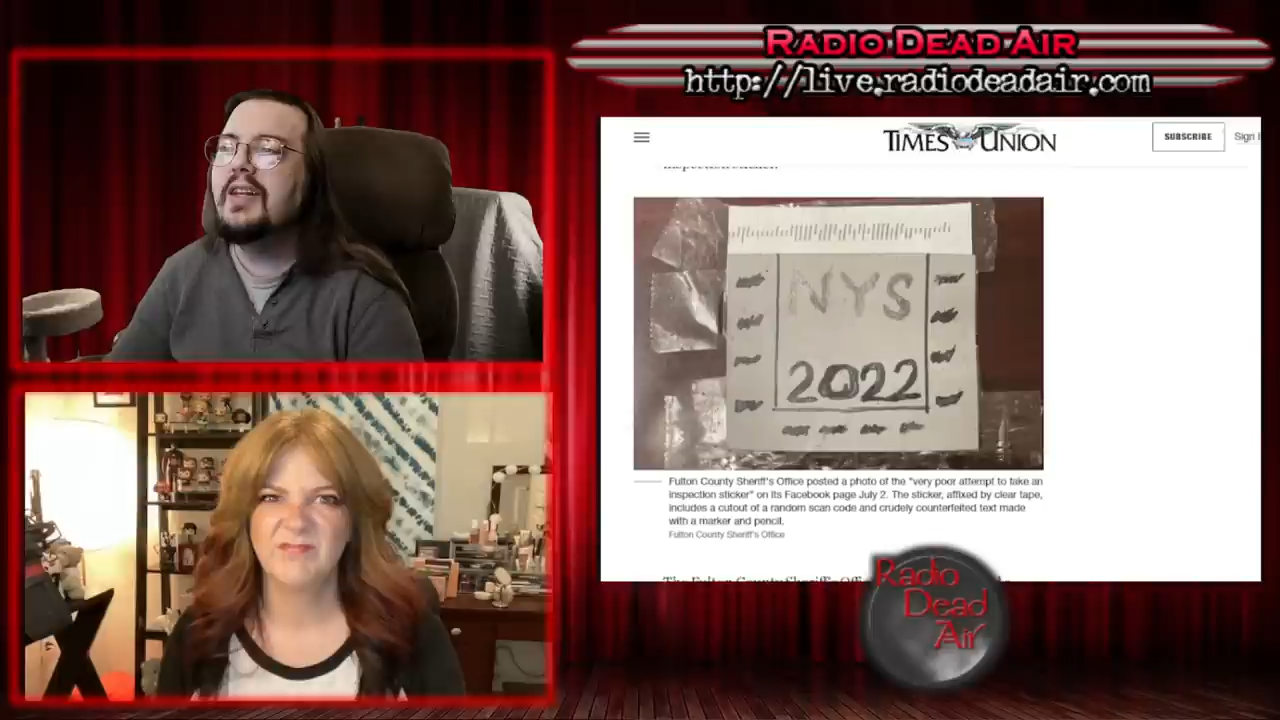 RADIO DEAD AIR
http://live.radiodeadair.com
TIMES UNION
SUBSCRIBE
Sign
NYS
2022
Fulton County Sheriff's Office posted a photo of the "very poor attempt to take an
inspection sticker" on its Facebook page July 2. The sticker, affixed by clear tape,
includes a cutout of a random scan code and crudely counterfeited text made
with a marker and pencil.
Fulton County Sheriff's Office
Radio
Dead
Air